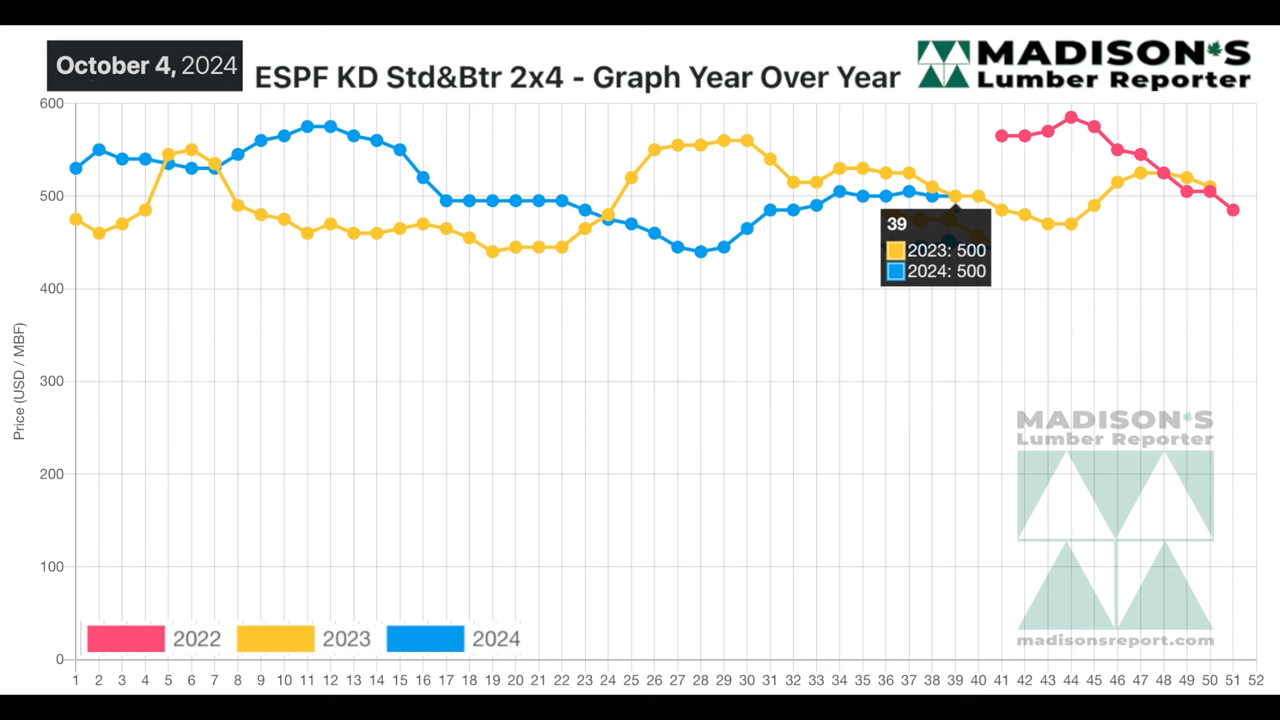 October 4, 2024
ESPF KD Std&Btr 2x4 - Graph Year Over Year
MADISON'S
Lumber Reporter
600
500
400
300
200
100
0
Price (USD / MBF)
39
2023: 500
2024: 500
MADISON'S
Lumber Reporter
madisonsreport.com
2022 2023 2024
1 2 3 4 5 6 7 8 9 10 11 12 13 14 15 16 17 18 19 20 21 22 23 24 25 26 27 28 29 30 31 32 33 34 35 36 37 38 39 40 41 42 43 44 45 46 47 48 49 50 51 52